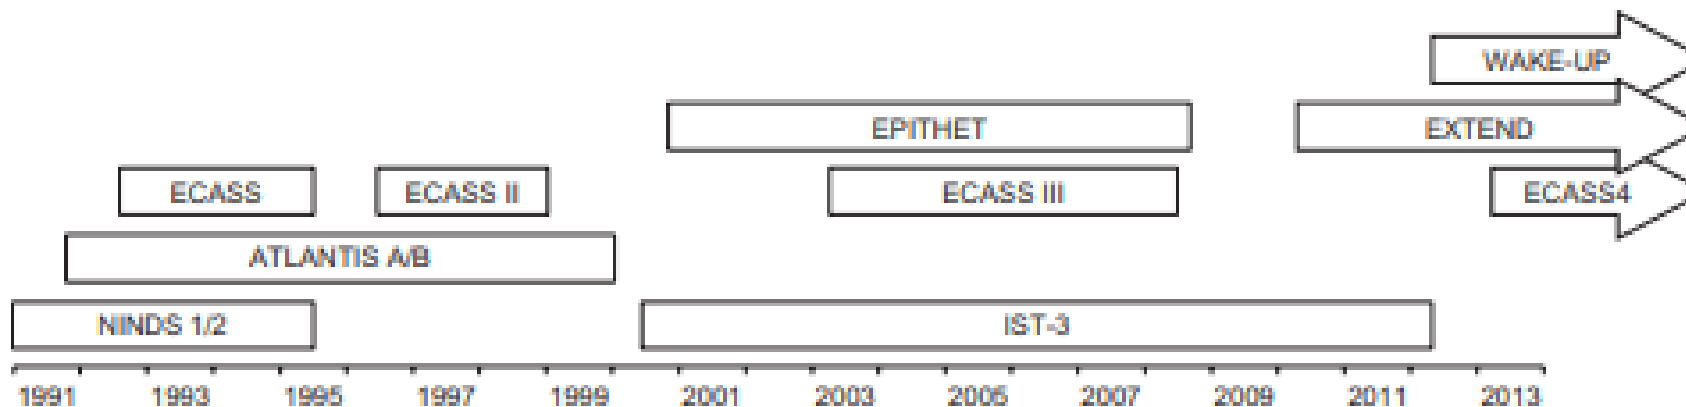 WAKE-UP
EPITHET EXTEND
ECASS ECASS II ECASS III ECASS4
ATLANTIS A/B
NINDS 1/2 IST-3
1991 1993 1995 1997 1999 2001 2003 2005 2007 2009 2011 2013